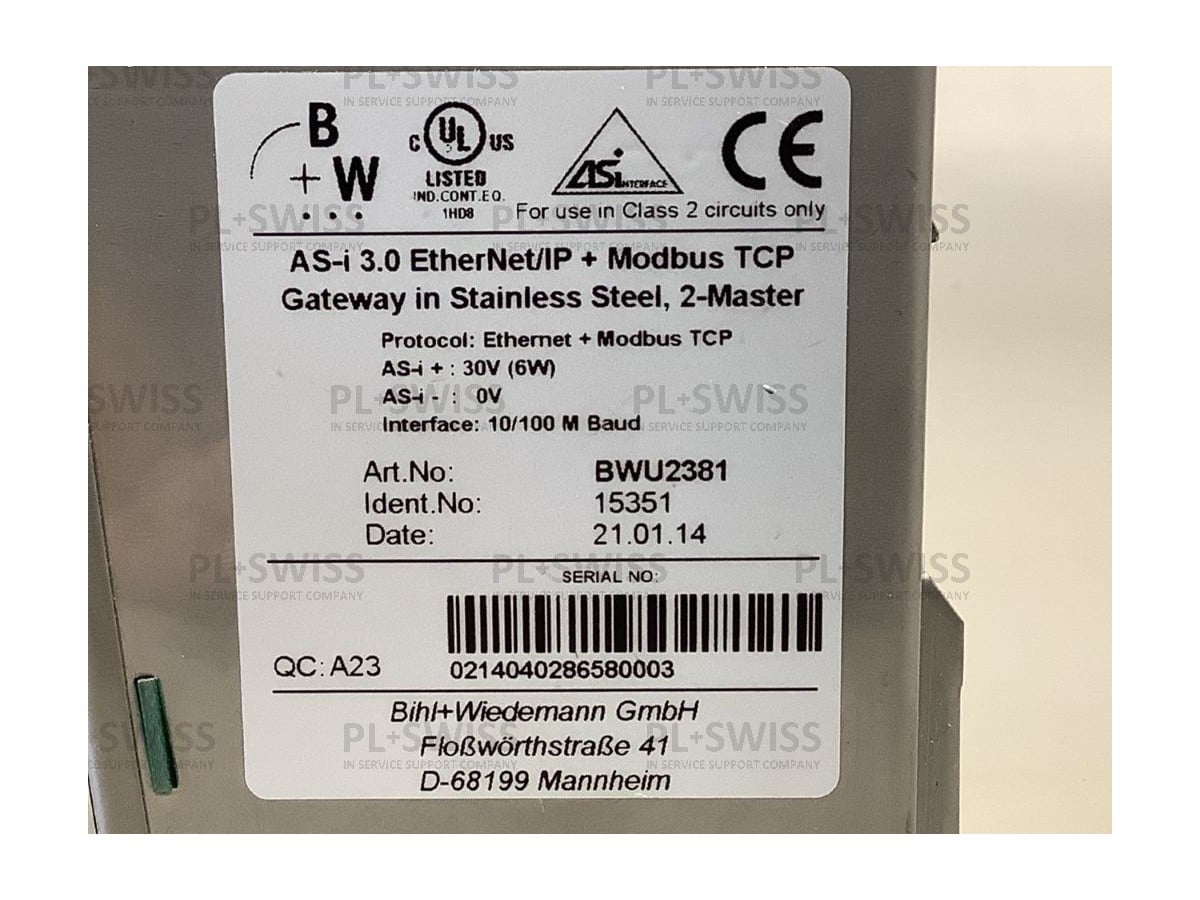 B
+W
C UL US
LISTED
IND.CONT.EQ.
1HD8
ASi INTERFACE
CE
For use in Class 2 circuits only
AS-i 3.0 EtherNet/IP + Modbus TCP
Gateway in Stainless Steel, 2-Master
Protocol: Ethernet + Modbus TCP
AS-i + : 30V (6W)
AS-i - : 0V
Interface: 10/100 M Baud
Art.No: BWU2381
Ident.No: 15351
Date: 21.01.14
SERIAL NO:
QC: A23
0214040286580003
Bihl+Wiedemann GmbH
Floßwörthstraße 41
D-68199 Mannheim
PL+SWISS
IN SERVICE SUPPORT COMPANY